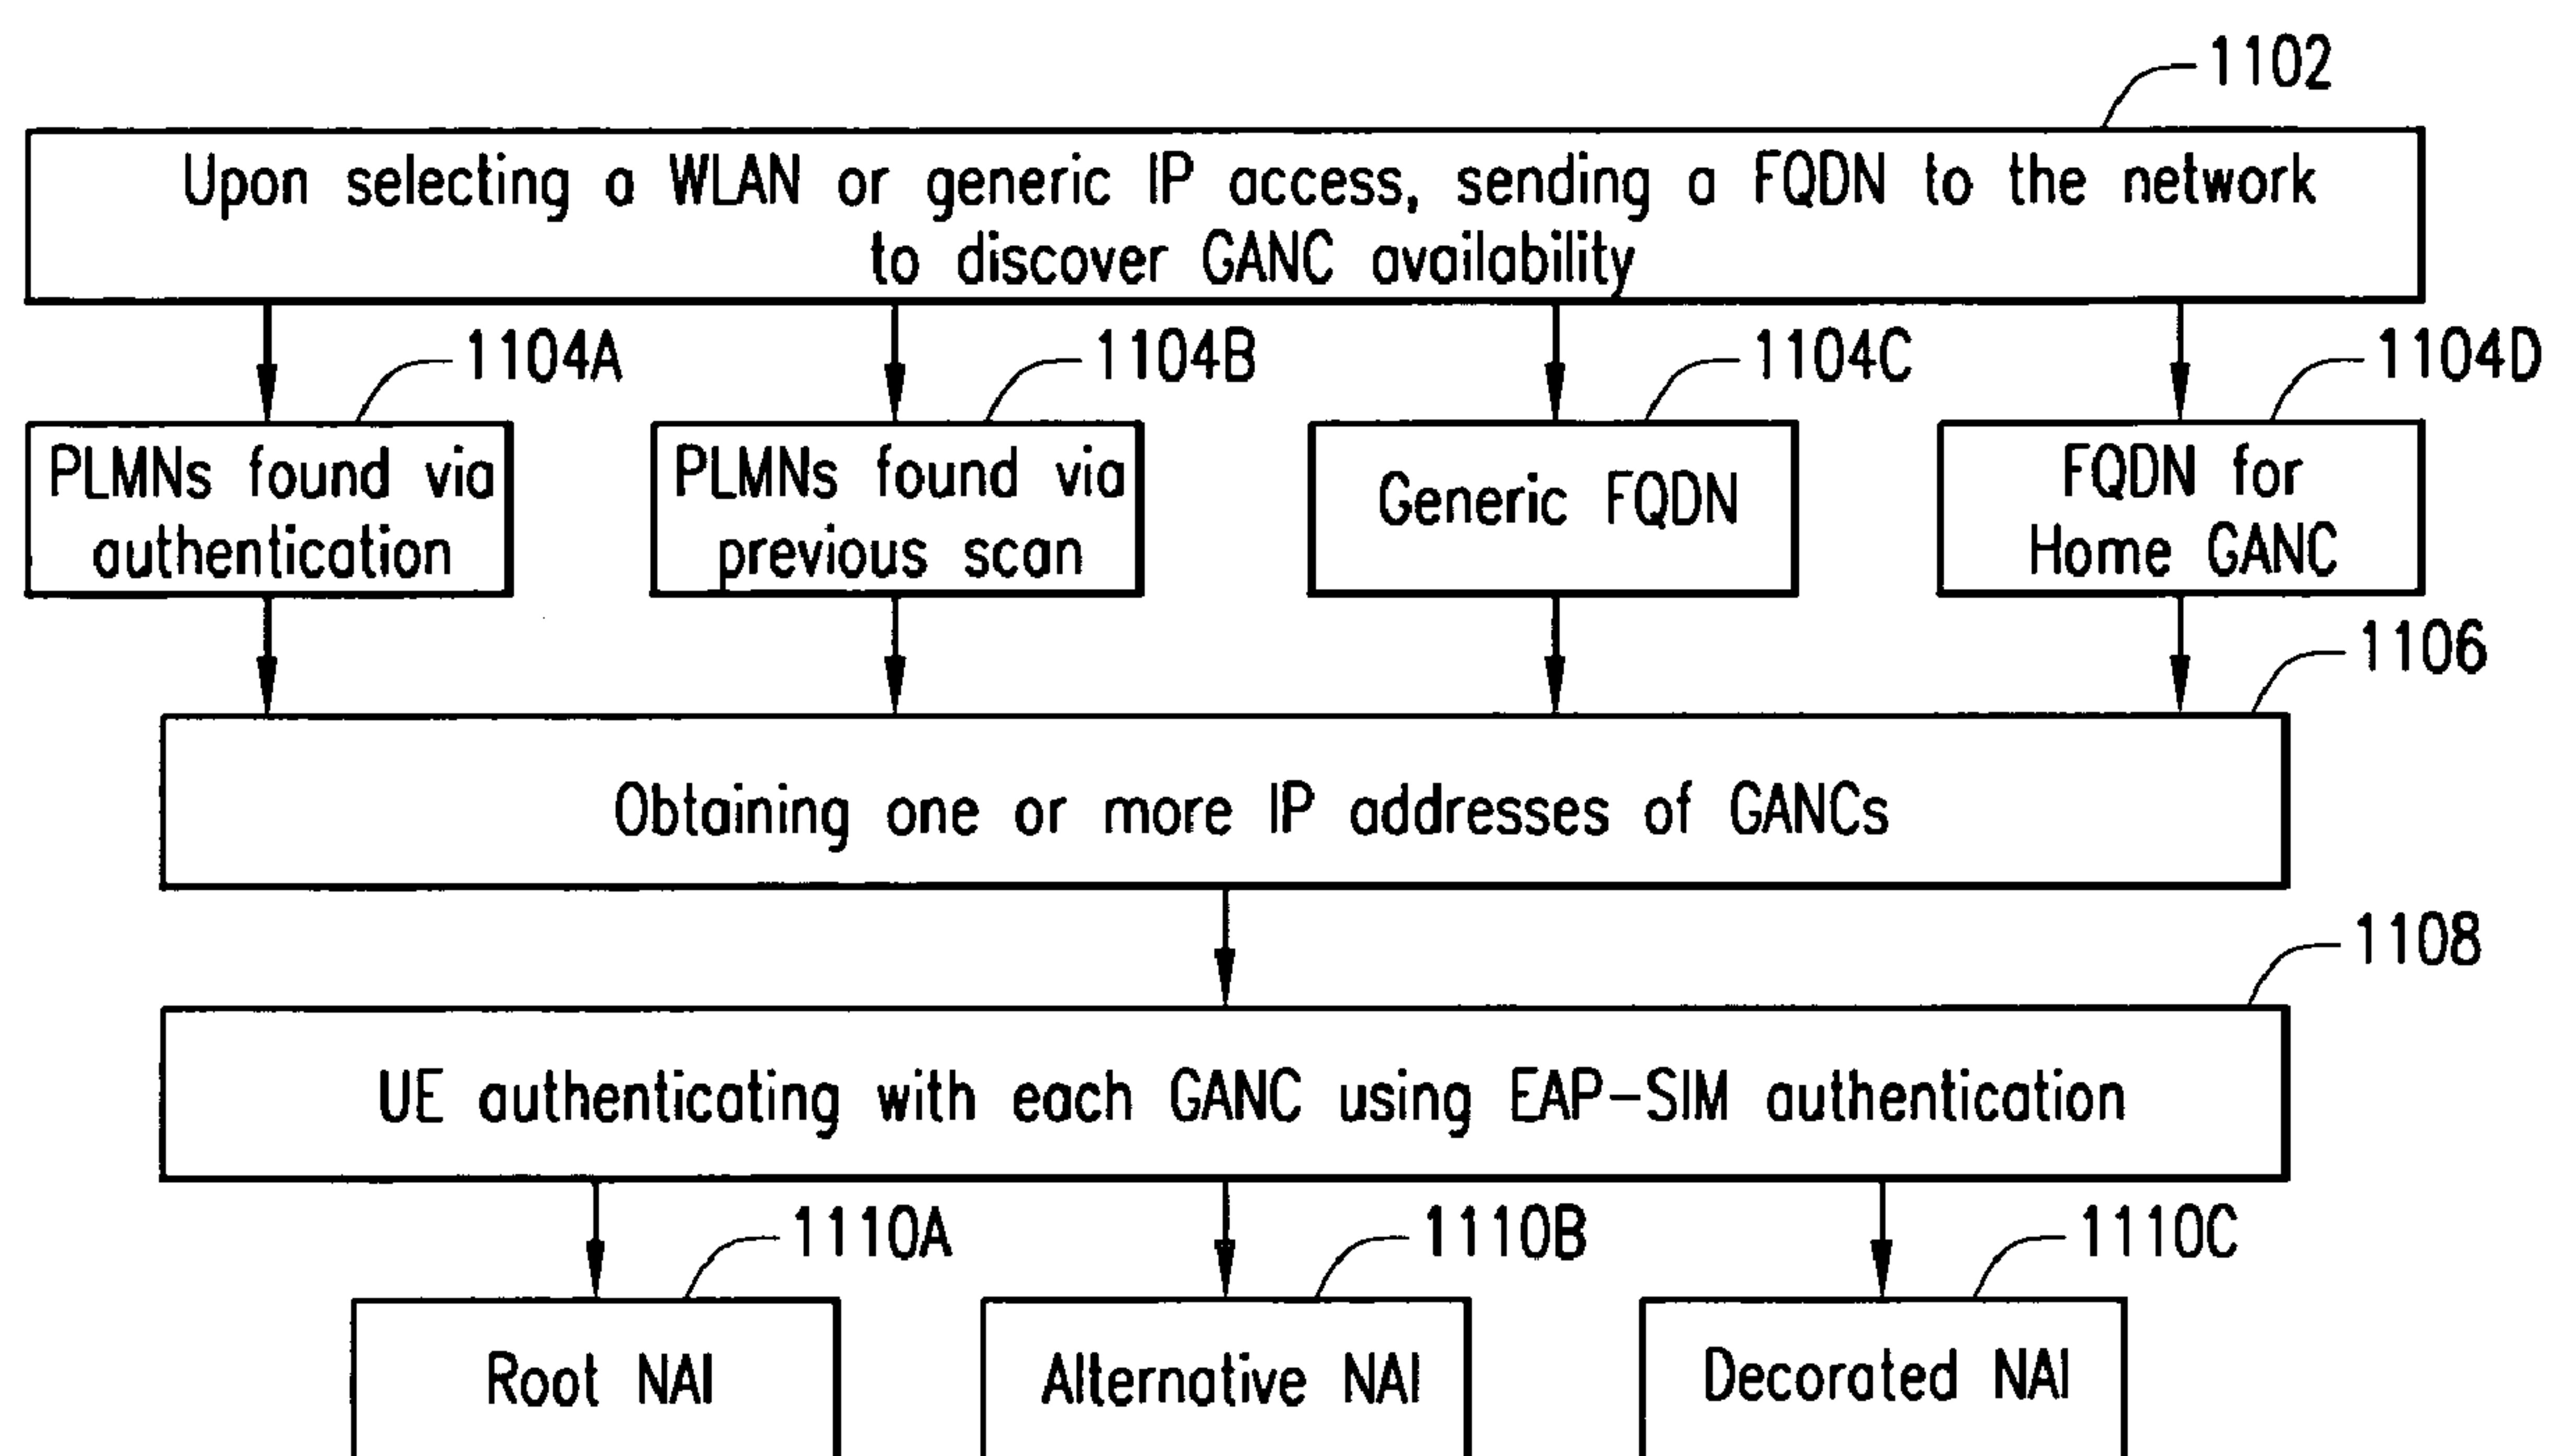 1102
Upon selecting a WLAN or generic IP access, sending a FQDN to the network
to discover GANC availability
1104A
1104B
1104C
1104D
PLMNs found via
authentication
PLMNs found via
previous scan
Generic FQDN
FQDN for
Home GANC
1106
Obtaining one or more IP addresses of GANCs
1108
UE authenticating with each GANC using EAP-SIM authentication
1110A
1110B
1110C
Root NAI
Alternative NAI
Decorated NAI